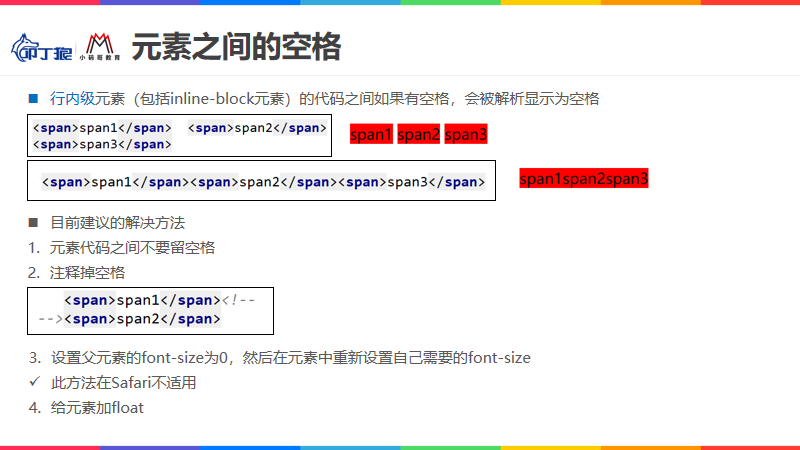 叩丁狼 小码哥教育 元素之间的空格
■ 行内级元素（包括inline-block元素）的代码之间如果有空格，会被解析显示为空格
<span>span1</span> <span>span2</span>
<span>span3</span>
span1 span2 span3
<span>span1</span><span>span2</span><span>span3</span>
span1span2span3
■ 目前建议的解决方法
1. 元素代码之间不要留空格
2. 注释掉空格
<span>span1</span><!--
--><span>span2</span>
3. 设置父元素的font-size为0，然后在元素中重新设置自己需要的font-size
✓ 此方法在Safari不适用
4. 给元素加float